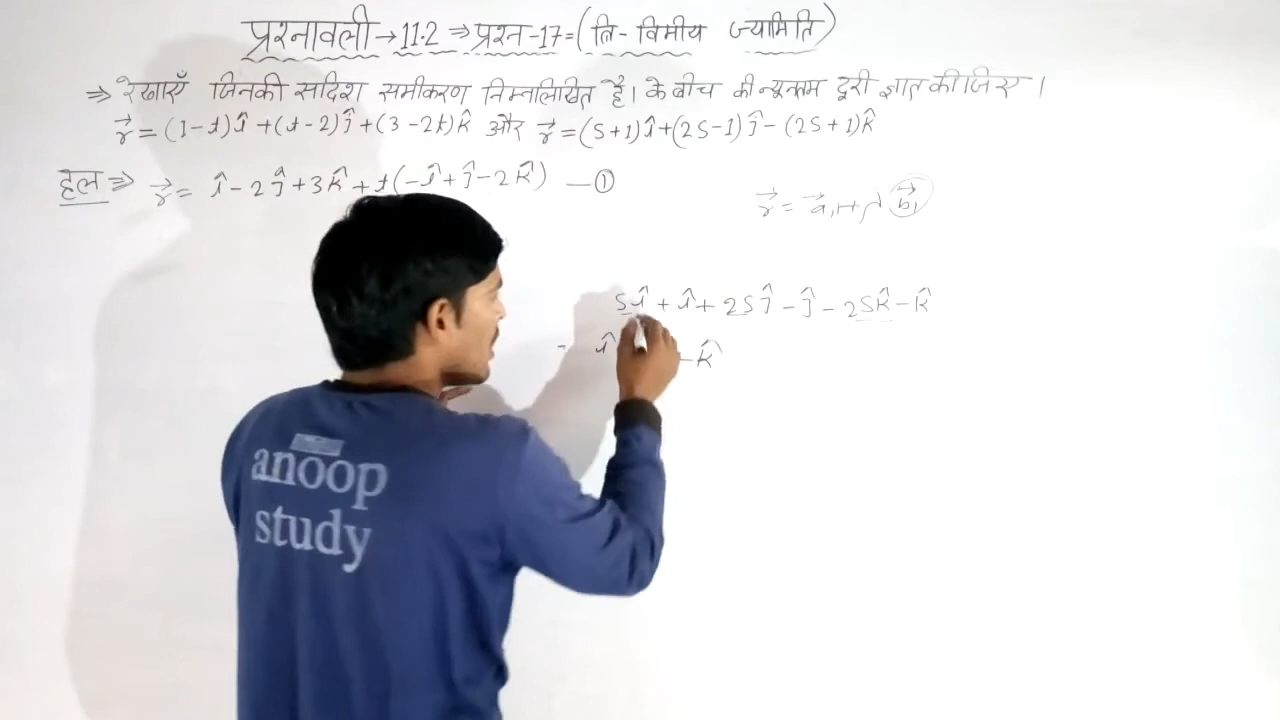 प्रश्नावली → 11.2 ⇒ प्रश्न-17 = (त्रि-विमीय ज्यामिति)
⇒ रेखाएँ जिनकी सदिश समीकरण निम्नलिखित है। के बीच की न्यूनतम दूरी ज्ञात कीजिए।
r⃗ = (1-t)î + (t-2)ĵ + (3-2t)k̂ और r⃗ = (s+1)î + (2s-1)ĵ - (2s+1)k̂
हल ⇒ r⃗ = î - 2ĵ + 3k̂ + t(-î + ĵ - 2k̂) — ①
r⃗ = a⃗₁ + λ b⃗₁
sî + î + 2sĵ - ĵ - 2sk̂ - k̂
î - k̂
anoop
study